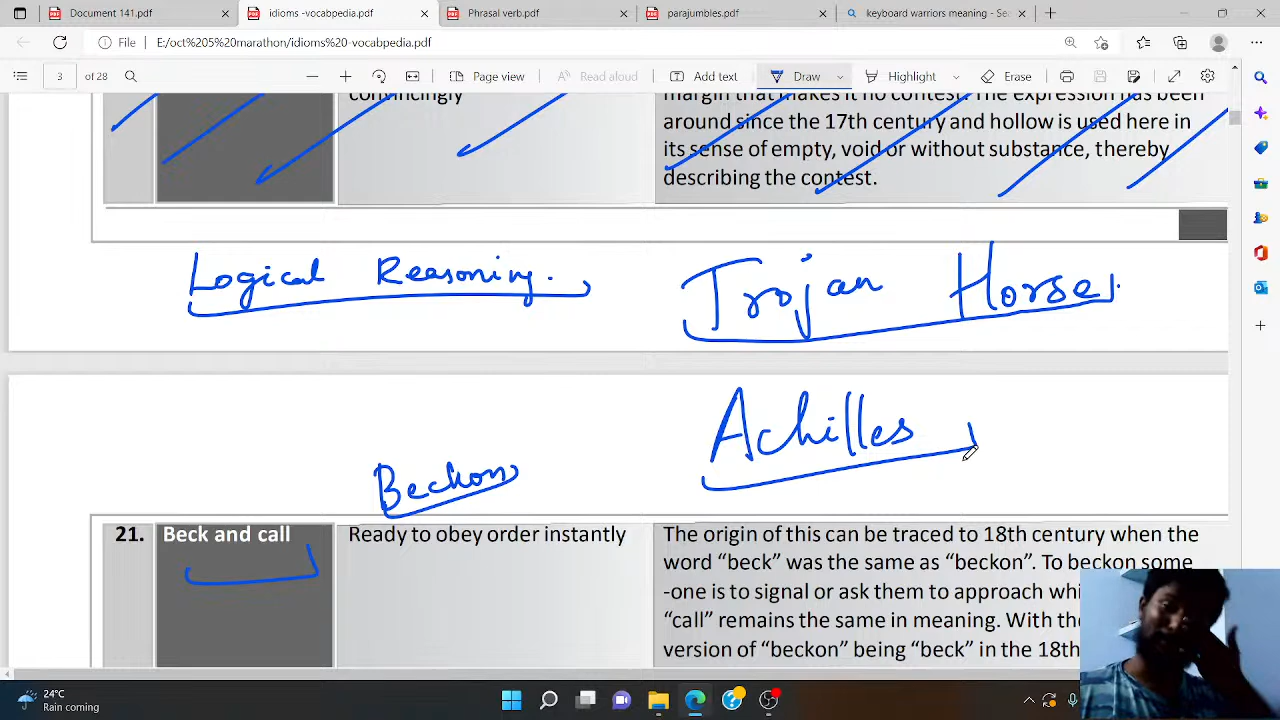 Document 141.pdf
idioms -vocabpedia.pdf
Phrasal verb.pdf
parajumbles.pdf
keyboard warriors meaning - Se
File
E:/oct%205%20marathon/idioms%20-vocabpedia.pdf
3 of 28
Page view
Read aloud
Add text
Draw
Highlight
Erase
convincingly
margin that makes it no contest. The expression has been
around since the 17th century and hollow is used here in
its sense of empty, void or without substance, thereby
describing the contest.
Logical Reasoning.
Trojan Horse.
Achilles
Beckon
21. Beck and call
Ready to obey order instantly
The origin of this can be traced to 18th century when the
word “beck” was the same as “beckon”. To beckon some
-one is to signal or ask them to approach whi
“call” remains the same in meaning. With the
version of “beckon” being “beck” in the 18th
24°C
Rain coming